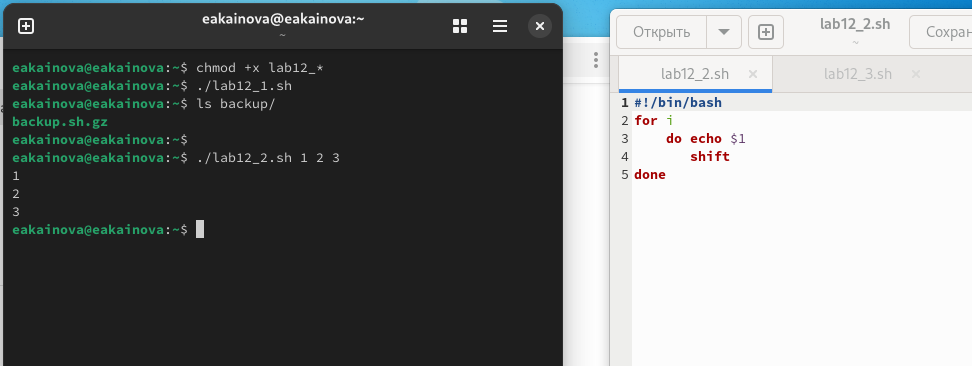 eakainova@eakainova:~
~
eakainova@eakainova:~$ chmod +x lab12_*
eakainova@eakainova:~$ ./lab12_1.sh
eakainova@eakainova:~$ ls backup/
backup.sh.gz
eakainova@eakainova:~$
eakainova@eakainova:~$ ./lab12_2.sh 1 2 3
1
2
3
eakainova@eakainova:~$
Открыть
lab12_2.sh
~
Сохран
lab12_2.sh
lab12_3.sh
1 #!/bin/bash
2 for i
3     do echo $1
4        shift
5 done